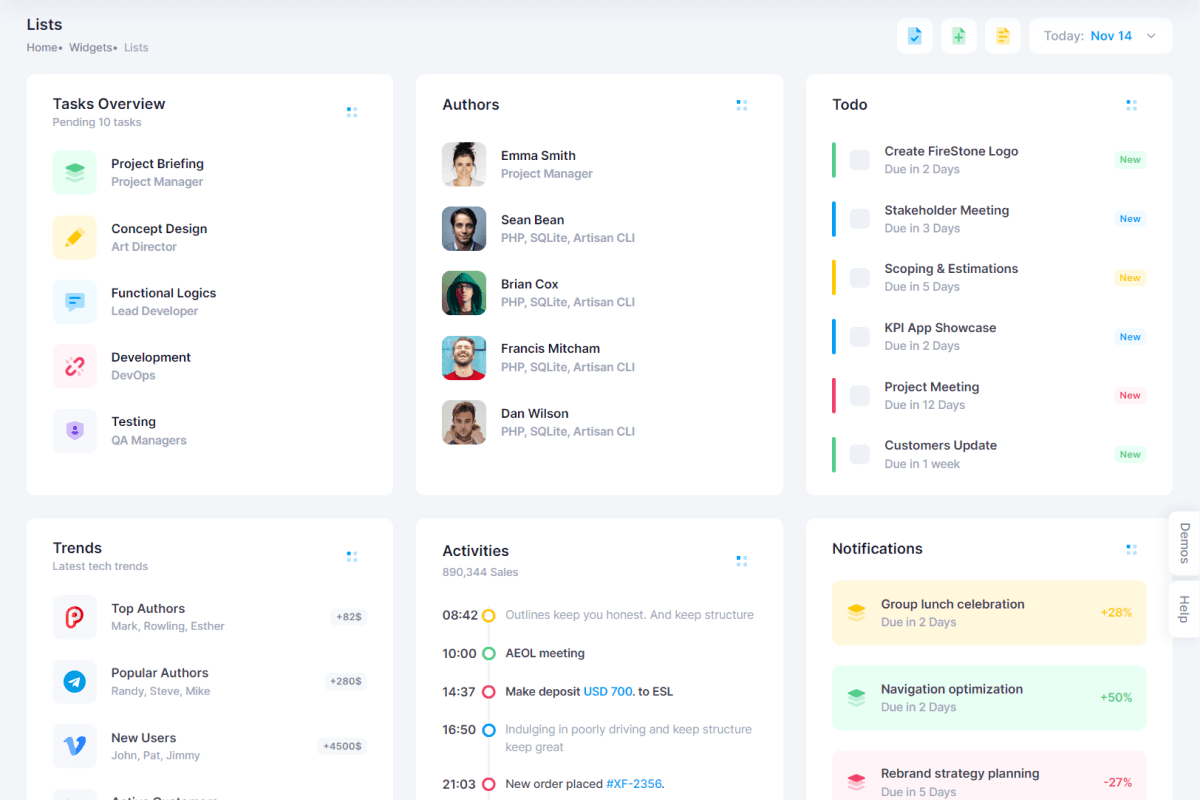 Lists
Home• Widgets• Lists
Today: Nov 14
Tasks Overview
Pending 10 tasks
Project Briefing
Project Manager
Concept Design
Art Director
Functional Logics
Lead Developer
Development
DevOps
Testing
QA Managers
Authors
Emma Smith
Project Manager
Sean Bean
PHP, SQLite, Artisan CLI
Brian Cox
PHP, SQLite, Artisan CLI
Francis Mitcham
PHP, SQLite, Artisan CLI
Dan Wilson
PHP, SQLite, Artisan CLI
Todo
Create FireStone Logo
Due in 2 Days
New
Stakeholder Meeting
Due in 3 Days
New
Scoping & Estimations
Due in 5 Days
New
KPI App Showcase
Due in 2 Days
New
Project Meeting
Due in 12 Days
New
Customers Update
Due in 1 week
New
Trends
Latest tech trends
Top Authors
Mark, Rowling, Esther
+82$
Popular Authors
Randy, Steve, Mike
+280$
New Users
John, Pat, Jimmy
+4500$
Active Customers
Activities
890,344 Sales
08:42 Outlines keep you honest. And keep structure
10:00 AEOL meeting
14:37 Make deposit USD 700. to ESL
16:50 Indulging in poorly driving and keep structure
keep great
21:03 New order placed #XF-2356.
Notifications
Group lunch celebration
Due in 2 Days
+28%
Navigation optimization
Due in 2 Days
+50%
Rebrand strategy planning
Due in 5 Days
-27%
Demos
Help